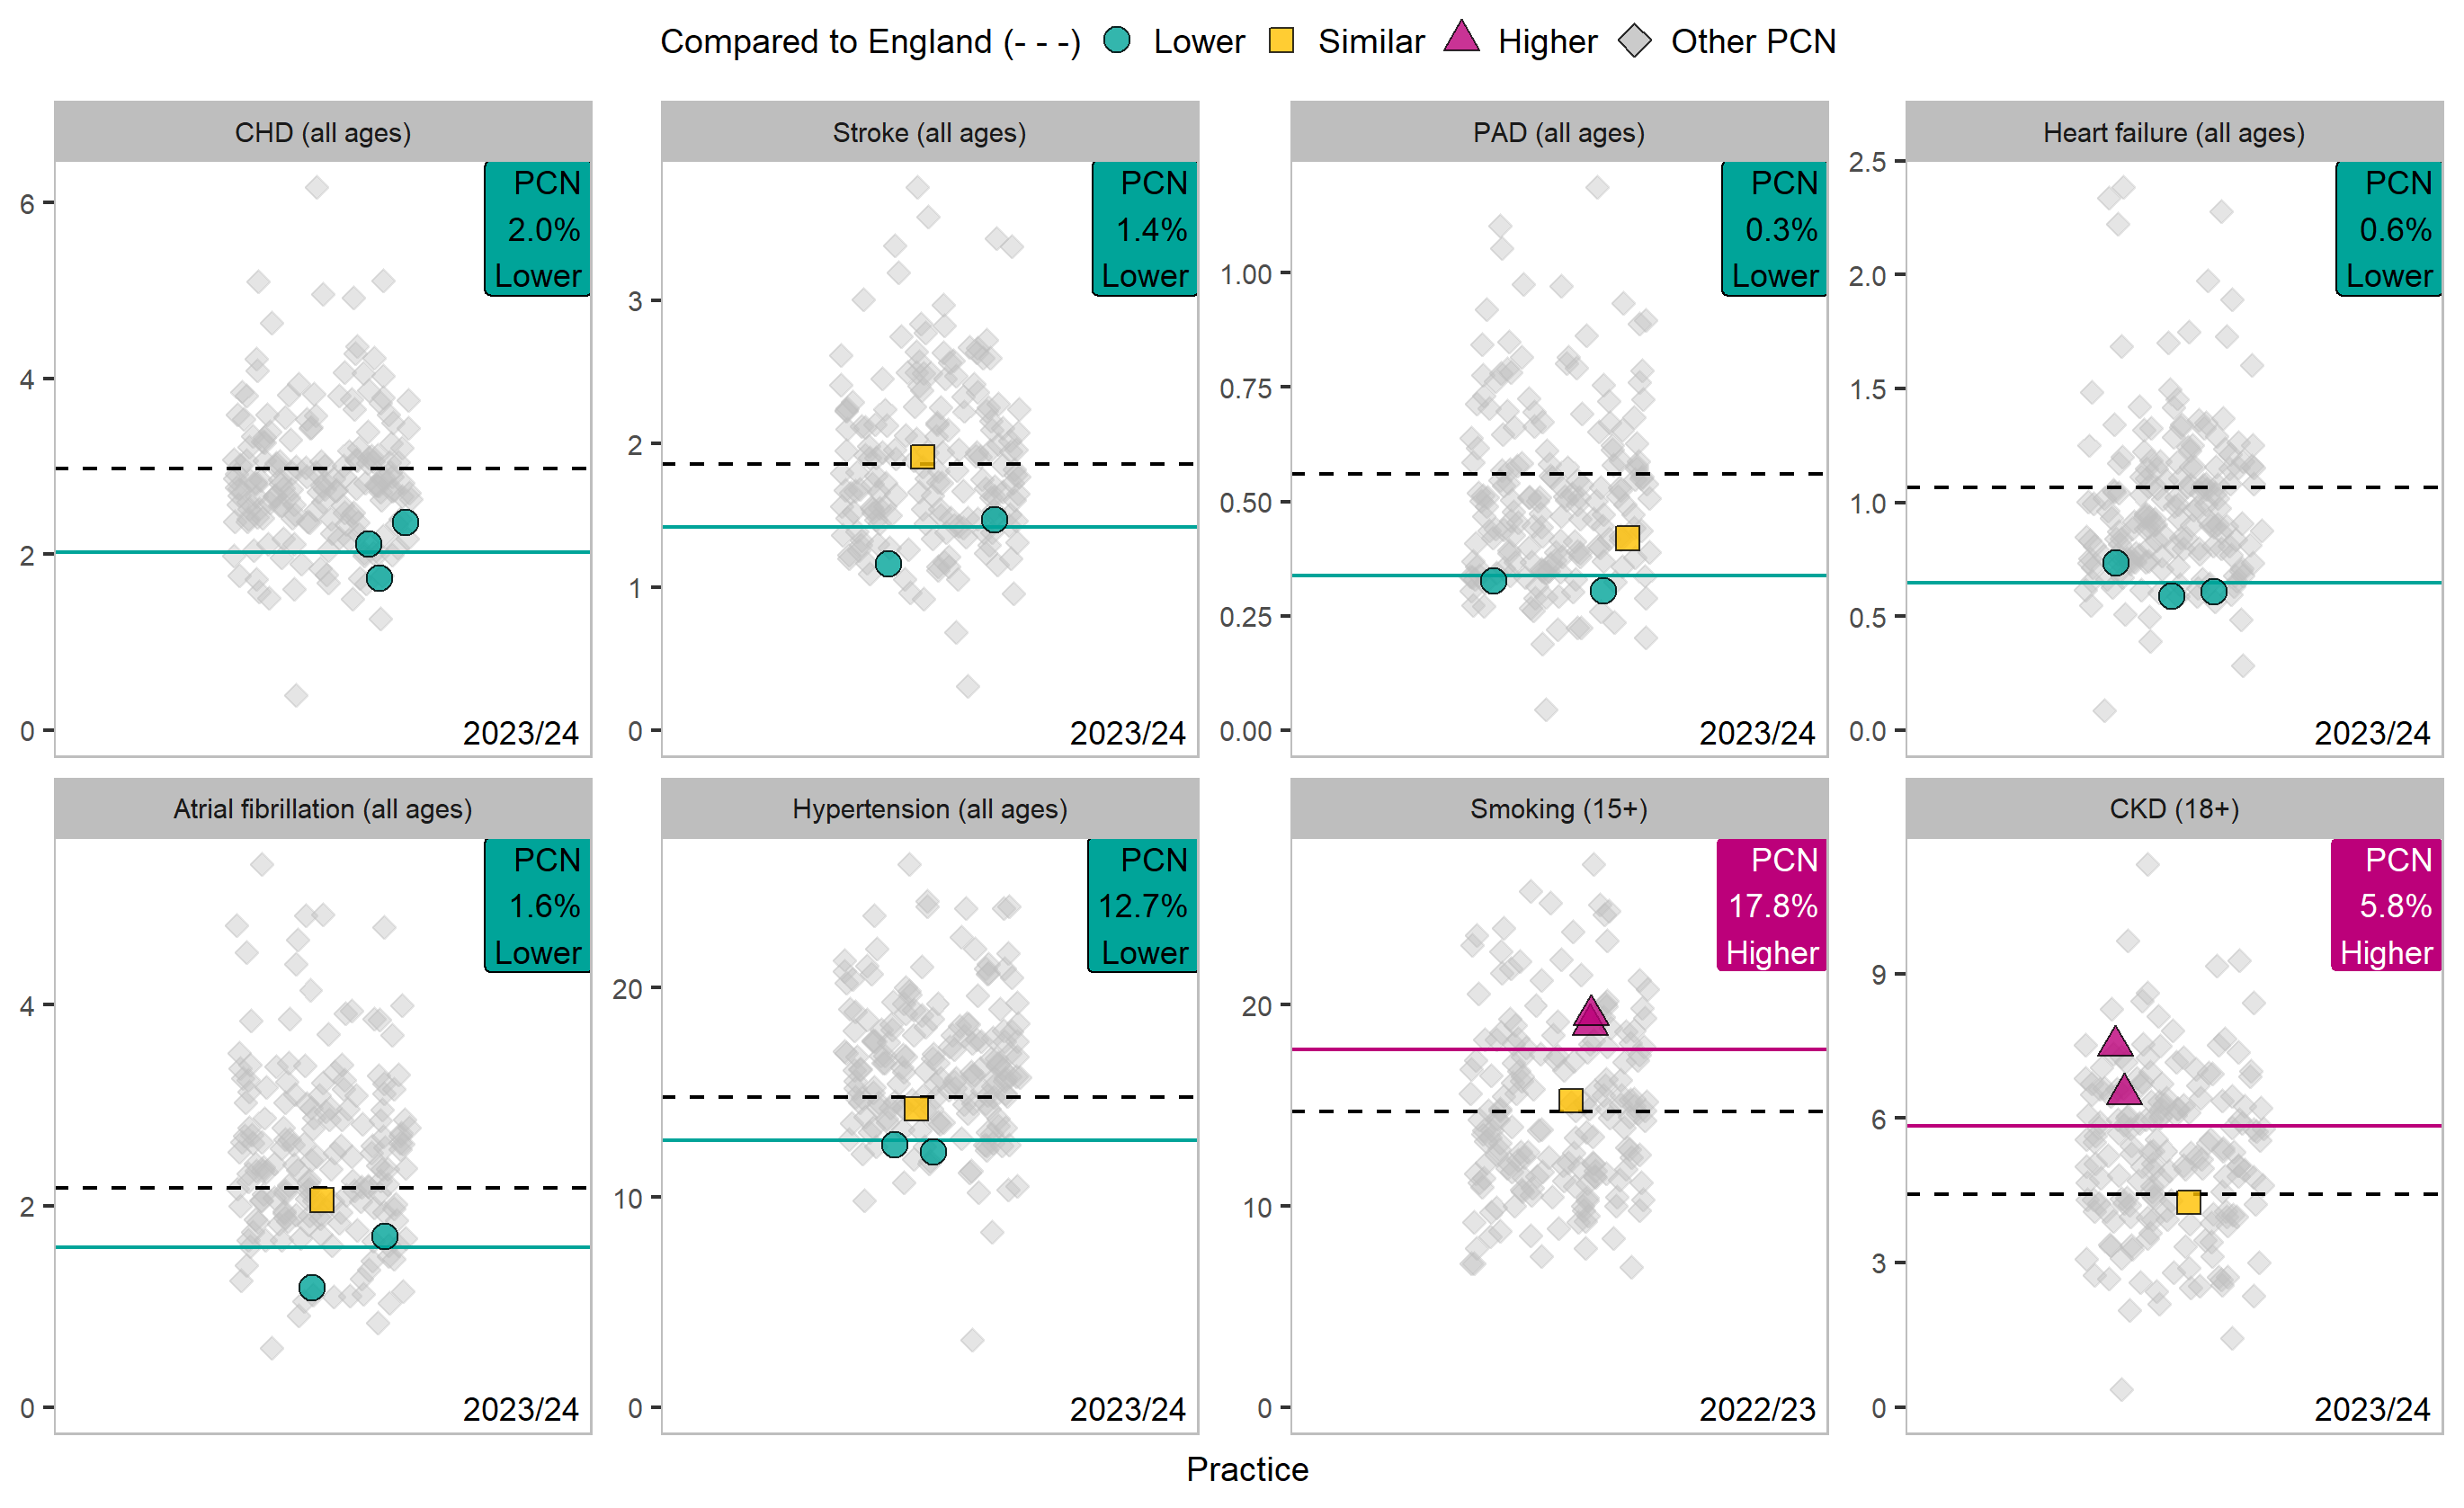 Compared to England (- - -) Lower Similar Higher Other PCN
CHD (all ages)
PCN
2.0%
Lower
6
4
2
0
2023/24
Stroke (all ages)
PCN
1.4%
Lower
3
2
1
0
2023/24
PAD (all ages)
PCN
0.3%
Lower
1.00
0.75
0.50
0.25
0.00
2023/24
Heart failure (all ages)
PCN
0.6%
Lower
2.5
2.0
1.5
1.0
0.5
0.0
2023/24
Atrial fibrillation (all ages)
PCN
1.6%
Lower
4
2
0
2023/24
Hypertension (all ages)
PCN
12.7%
Lower
20
10
0
2023/24
Smoking (15+)
PCN
17.8%
Higher
20
10
0
2022/23
CKD (18+)
PCN
5.8%
Higher
9
6
3
0
2023/24
Practice